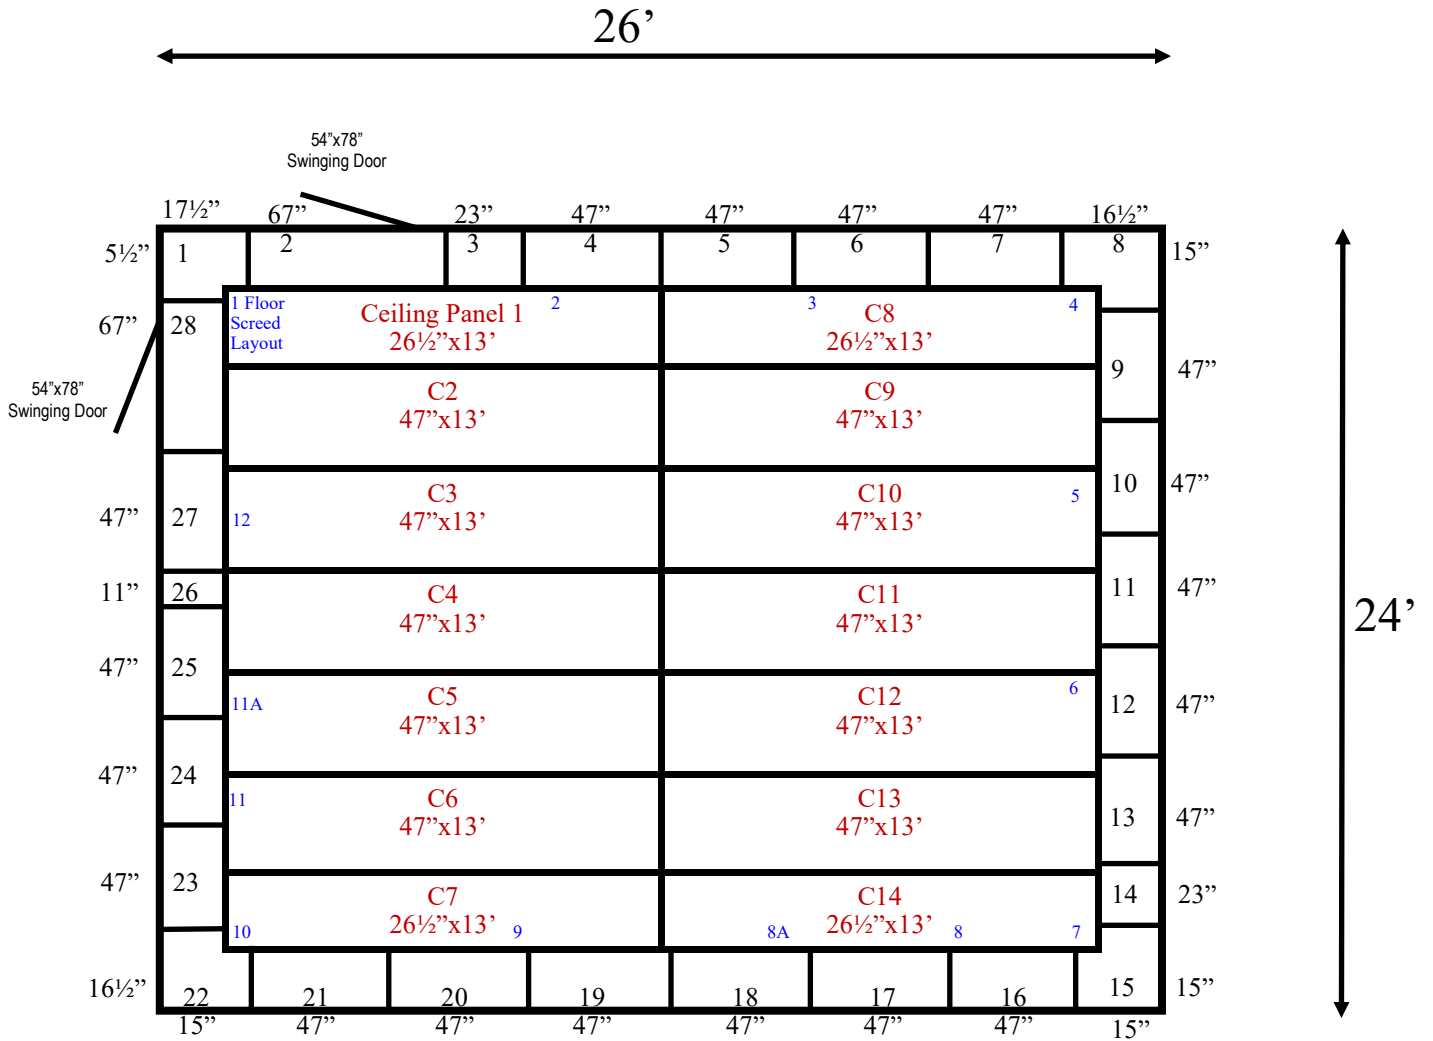 26’
54”x78”
Swinging Door
17½” 67” 23” 47” 47” 47” 47” 16½”
5½” 1 2 3 4 5 6 7 8 15”
1 Floor
Screed
Layout
Ceiling Panel 1
26½”x13’
2 3 4
C8
26½”x13’
67” 28
54”x78”
Swinging Door
C2
47”x13’
C9
47”x13’
9 47”
C3
47”x13’
C10
47”x13’
5
10 47”
47” 27 12
11” 26
C4
47”x13’
C11
47”x13’
11 47”
24’
47” 25
11A
C5
47”x13’
C12
47”x13’
6
12 47”
47” 24
11
C6
47”x13’
C13
47”x13’
13 47”
47” 23
C7
26½”x13’
C14
26½”x13’
14 23”
10 9 8A 8 7
16½” 22 21 20 19 18 17 16 15 15”
15” 47” 47” 47” 47” 47” 47” 15”